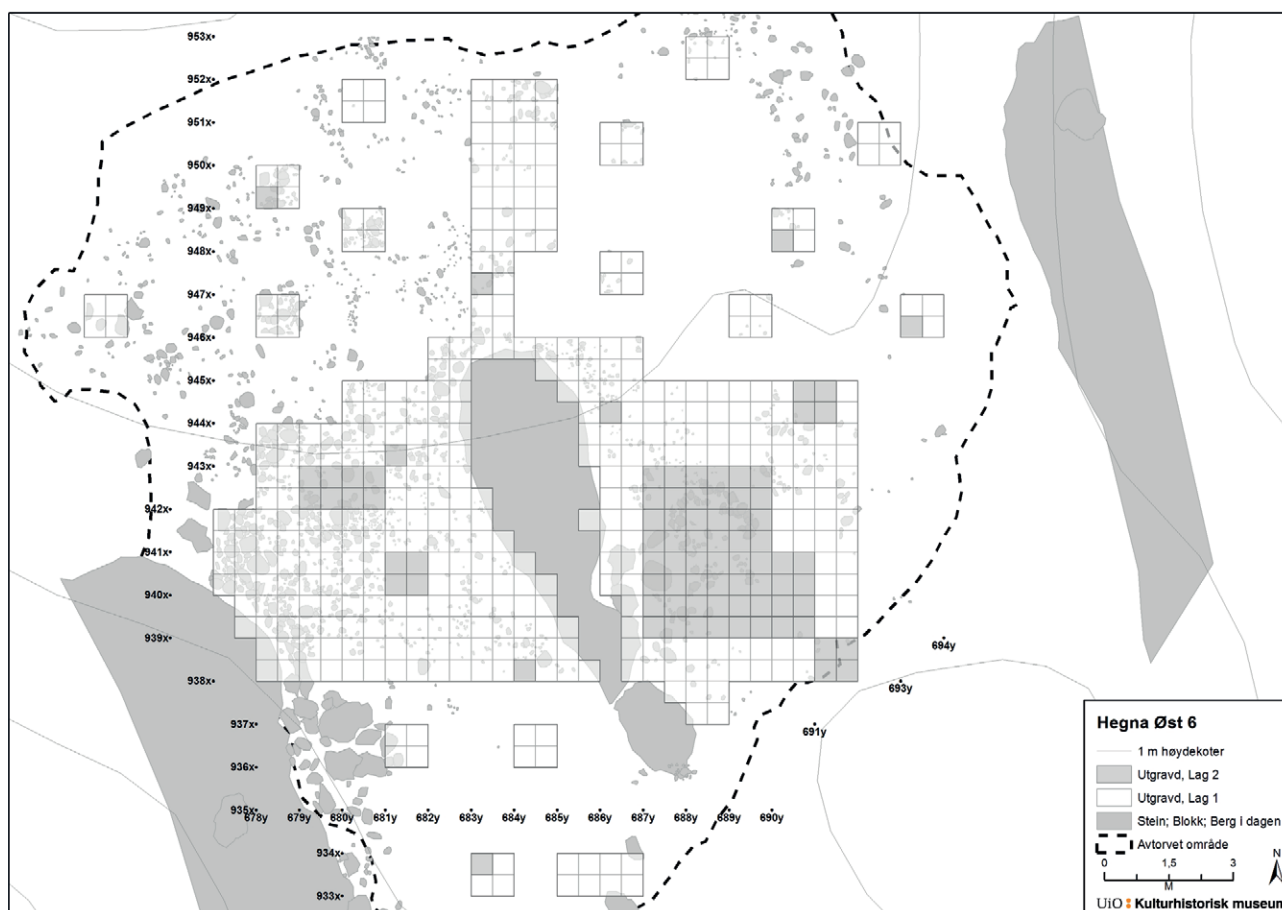 953x
952x
951x
950x
949x
948x
947x
946x
945x
944x
943x
942x
941x
940x
939x
938x
937x
936x
935x
934x
933x
678y 679y 680y 681y 682y 683y 684y 685y 686y 687y 688y 689y 690y
691y
693y
694y
Hegna Øst 6
1 m høydekoter
Utgravd, Lag 2
Utgravd, Lag 1
Stein; Blokk; Berg i dagen
Avtorvet område
0 1,5 3
M
N
UiO Kulturhistorisk museum